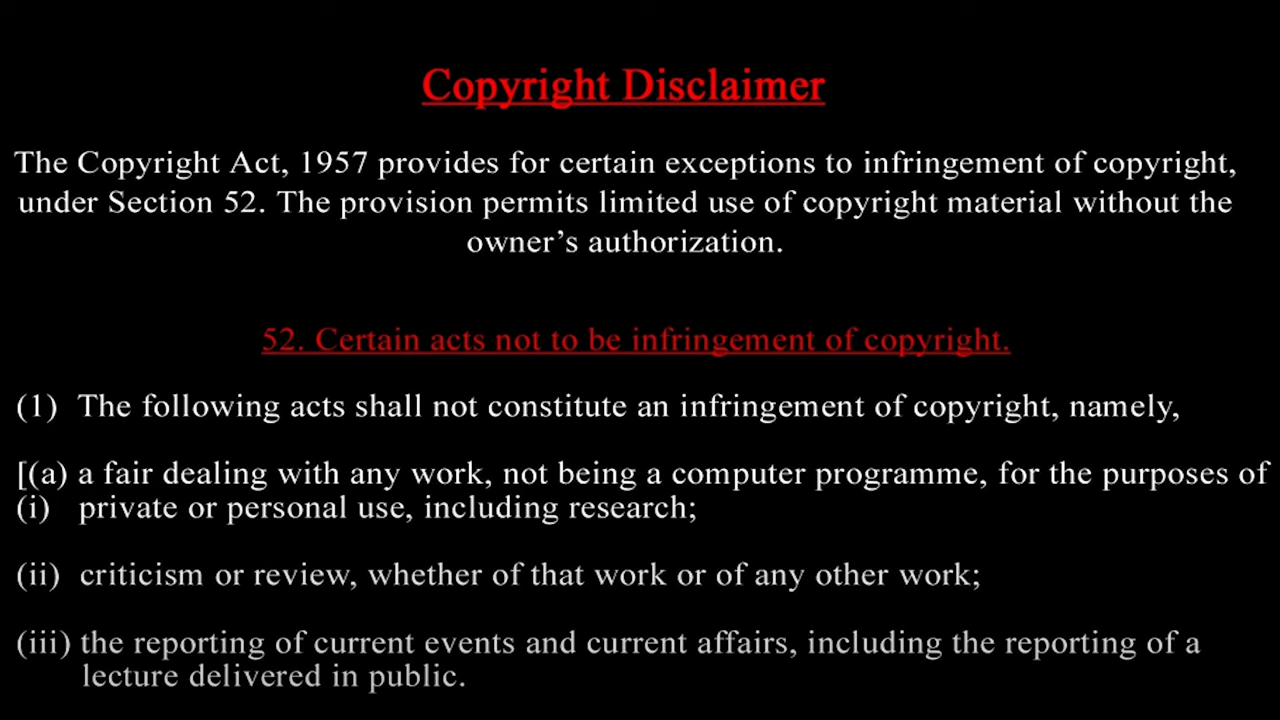 Copyright Disclaimer
The Copyright Act, 1957 provides for certain exceptions to infringement of copyright,
under Section 52. The provision permits limited use of copyright material without the
owner’s authorization.
52. Certain acts not to be infringement of copyright.
(1) The following acts shall not constitute an infringement of copyright, namely,
[(a) a fair dealing with any work, not being a computer programme, for the purposes of
(i) private or personal use, including research;
(ii) criticism or review, whether of that work or of any other work;
(iii) the reporting of current events and current affairs, including the reporting of a
lecture delivered in public.